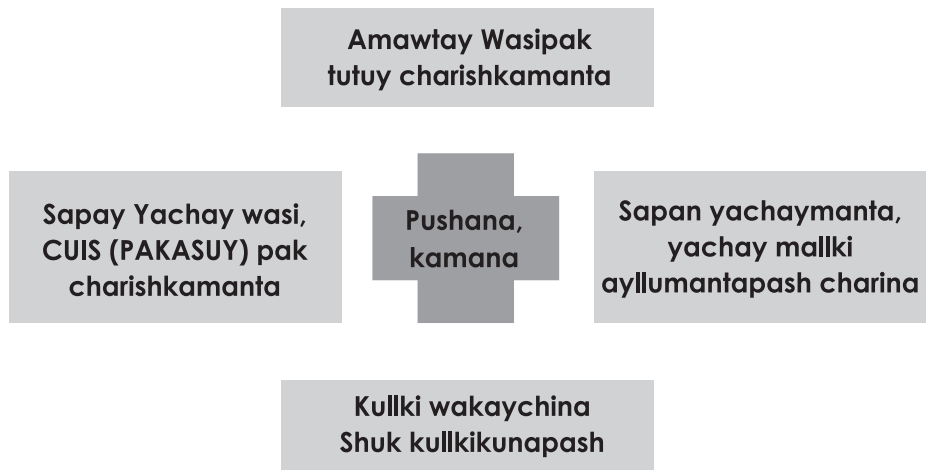 Amawtay Wasipak
tutuy charishkamanta
Sapay Yachay wasi,
CUIS (PAKASUY) pak
charishkamanta
Pushana,
kamana
Sapan yachaymanta,
yachay mallki
ayllumantapash charina
Kullki wakaychina
Shuk kullkikunapash